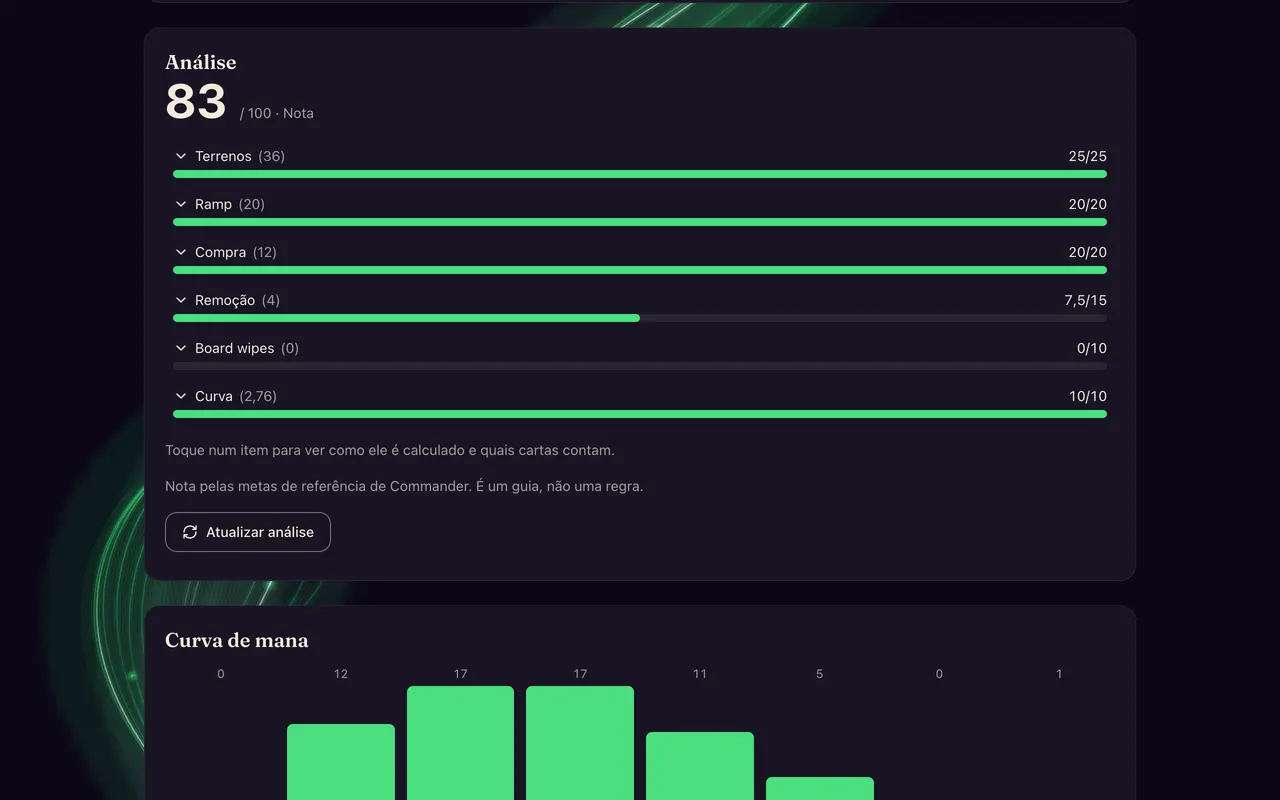 Análise
83 / 100 · Nota
Terrenos (36) 25/25
Ramp (20) 20/20
Compra (12) 20/20
Remoção (4) 7,5/15
Board wipes (0) 0/10
Curva (2,76) 10/10
Toque num item para ver como ele é calculado e quais cartas contam.
Nota pelas metas de referência de Commander. É um guia, não uma regra.
Atualizar análise
Curva de mana
0 12 17 17 11 5 0 1